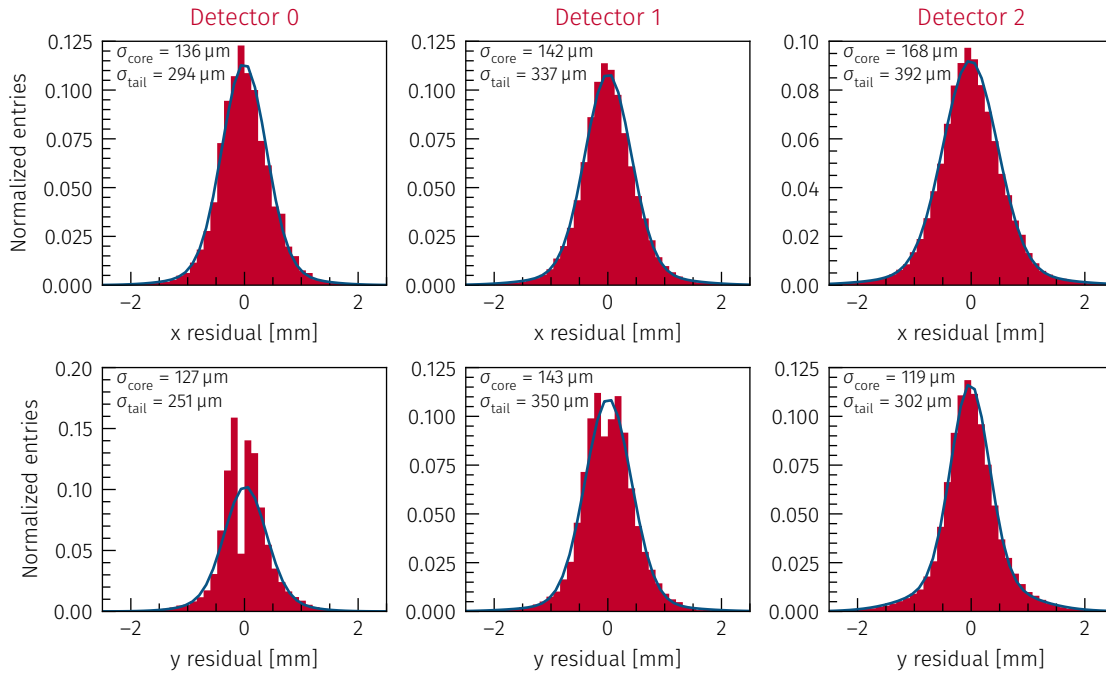 Detector 0
Detector 1
Detector 2
Normalized entries
0.125
0.100
0.075
0.050
0.025
0.000
σcore = 136 µm
σtail = 294 µm
−2
0
2
x residual [mm]
0.125
0.100
0.075
0.050
0.025
0.000
σcore = 142 µm
σtail = 337 µm
−2
0
2
x residual [mm]
0.10
0.08
0.06
0.04
0.02
0.00
σcore = 168 µm
σtail = 392 µm
−2
0
2
x residual [mm]
Normalized entries
0.20
0.15
0.10
0.05
0.00
σcore = 127 µm
σtail = 251 µm
−2
0
2
y residual [mm]
0.125
0.100
0.075
0.050
0.025
0.000
σcore = 143 µm
σtail = 350 µm
−2
0
2
y residual [mm]
0.125
0.100
0.075
0.050
0.025
0.000
σcore = 119 µm
σtail = 302 µm
−2
0
2
y residual [mm]